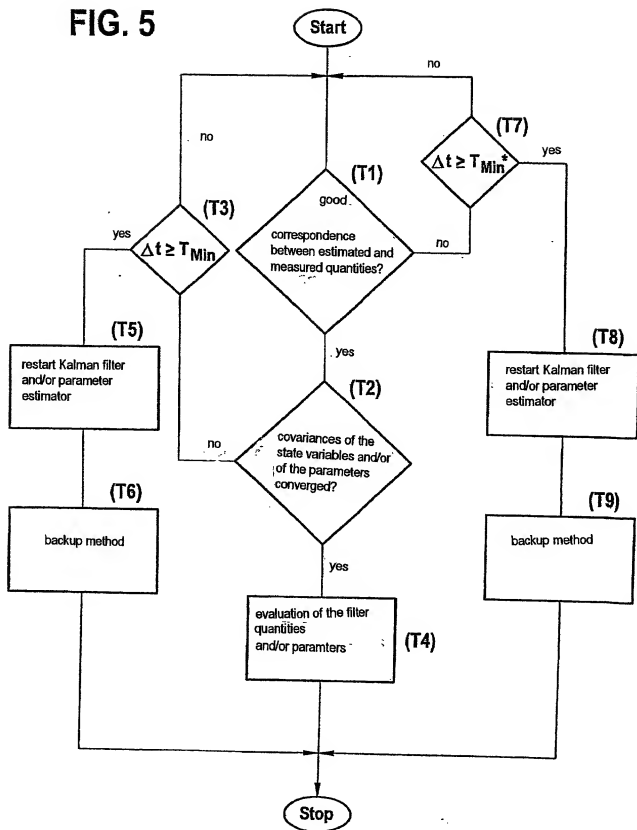 FIG. 5
Start
no
no
(T7)
Δt ≥ TMin*
yes
(T1)
good
correspondence
between estimated and
measured quantities?
no
(T3)
yes
Δt ≥ TMin
(T5)
restart Kalman filter
and/or parameter
estimator
yes
(T8)
restart Kalman filter
and/or parameter
estimator
(T2)
covariances of the
state variables and/or
of the parameters
converged?
no
(T6)
backup method
(T9)
backup method
yes
evaluation of the filter
quantities
and/or paramters
(T4)
Stop